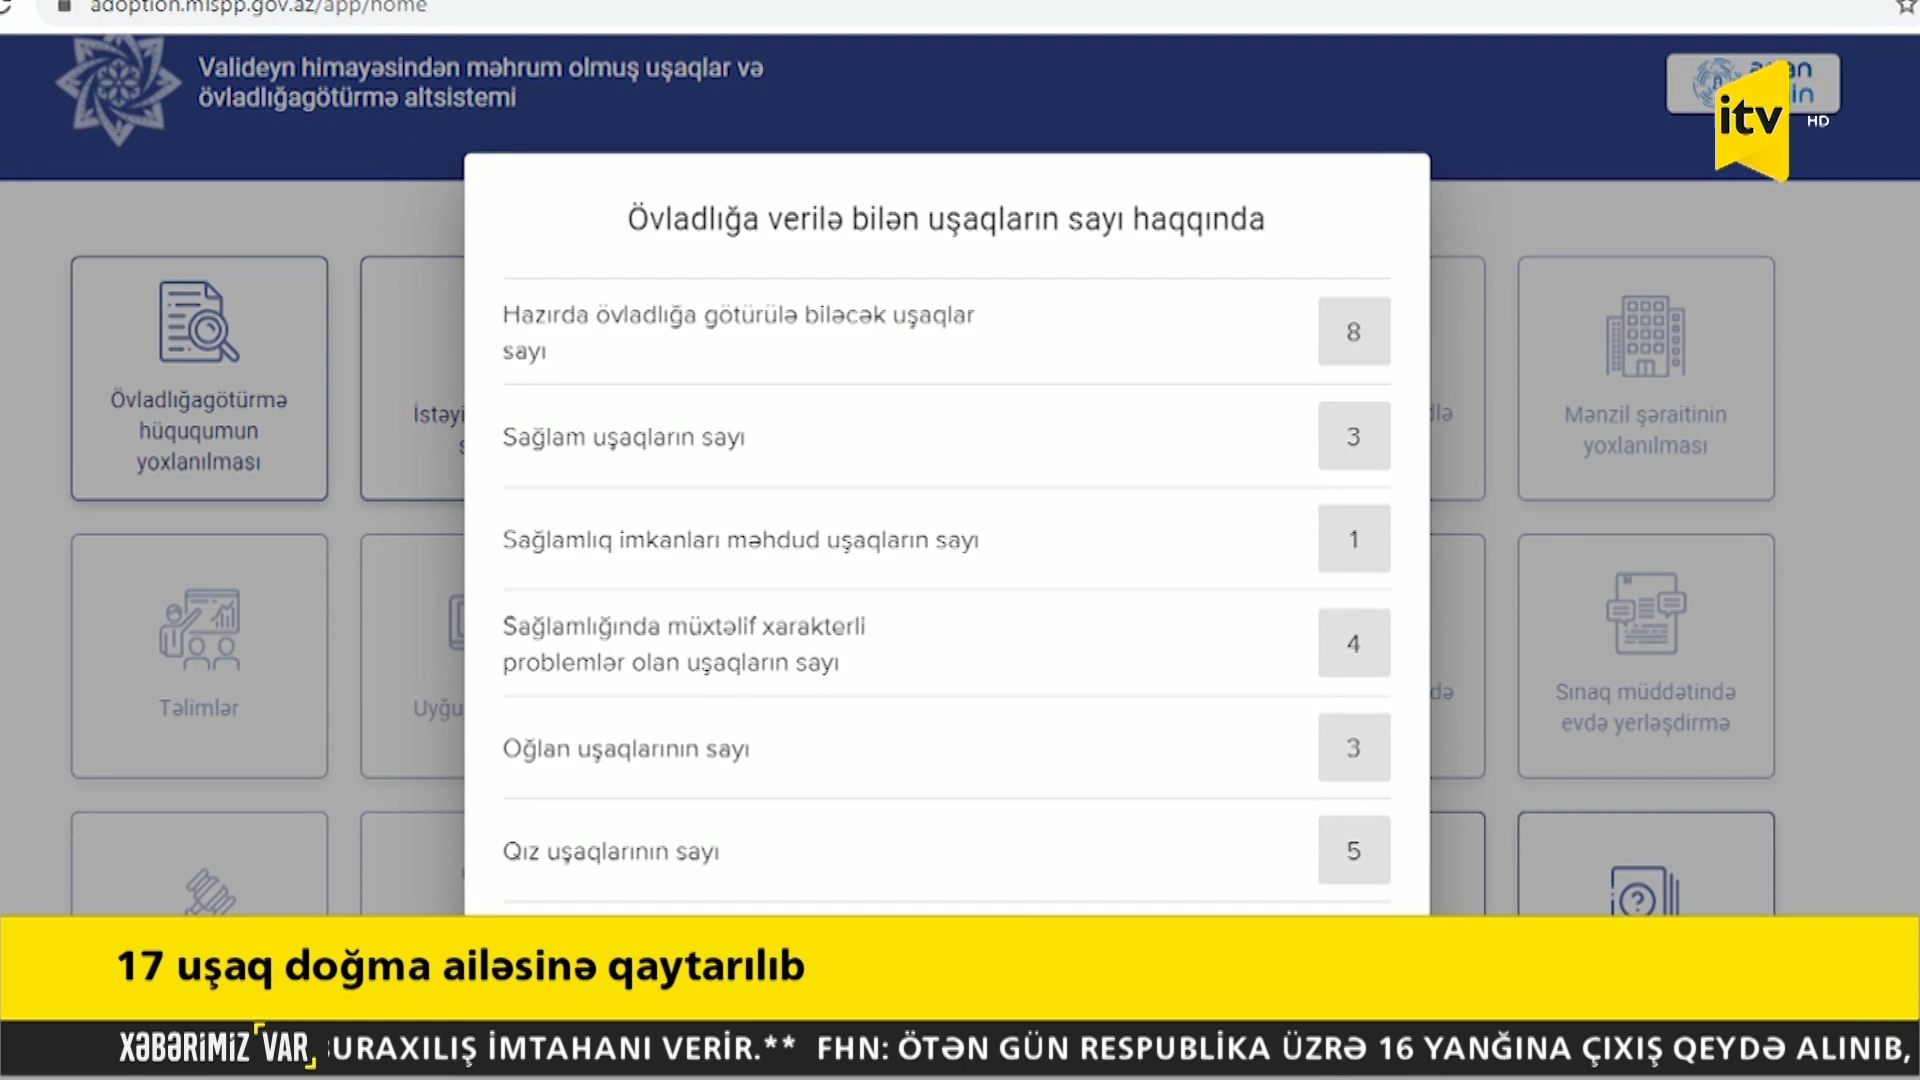 adoption.mlspp.gov.az/app/home
Valideyn himayəsindən məhrum olmuş uşaqlar və
övladlığagötürmə altsistemi
itv
HD
Övladlığa verilə bilən uşaqların sayı haqqında
Hazırda övladlığa götürülə biləcək uşaqlar
sayı
8
Sağlam uşaqların sayı
3
Sağlamlıq imkanları məhdud uşaqların sayı
1
Sağlamlığında müxtəlif xarakterli
problemlər olan uşaqların sayı
4
Oğlan uşaqlarının sayı
3
Qız uşaqlarının sayı
5
Övladlığagötürmə
hüququmun
yoxlanılması
Mənzil şəraitinin
yoxlanılması
Təlimlər
Sınaq müddətində
evdə yerləşdirmə
17 uşaq doğma ailəsinə qaytarılıb
XƏBƏRİMİZ VAR
URAXILIŞ İMTAHANI VERİR.** FHN: ÖTƏN GÜN RESPUBLİKA ÜZRƏ 16 YANĞINA ÇIXIŞ QEYDƏ ALINIB,